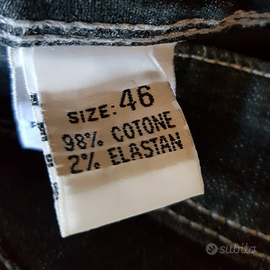 SIZE: 46
98% COTONE
2% ELASTAN
subito